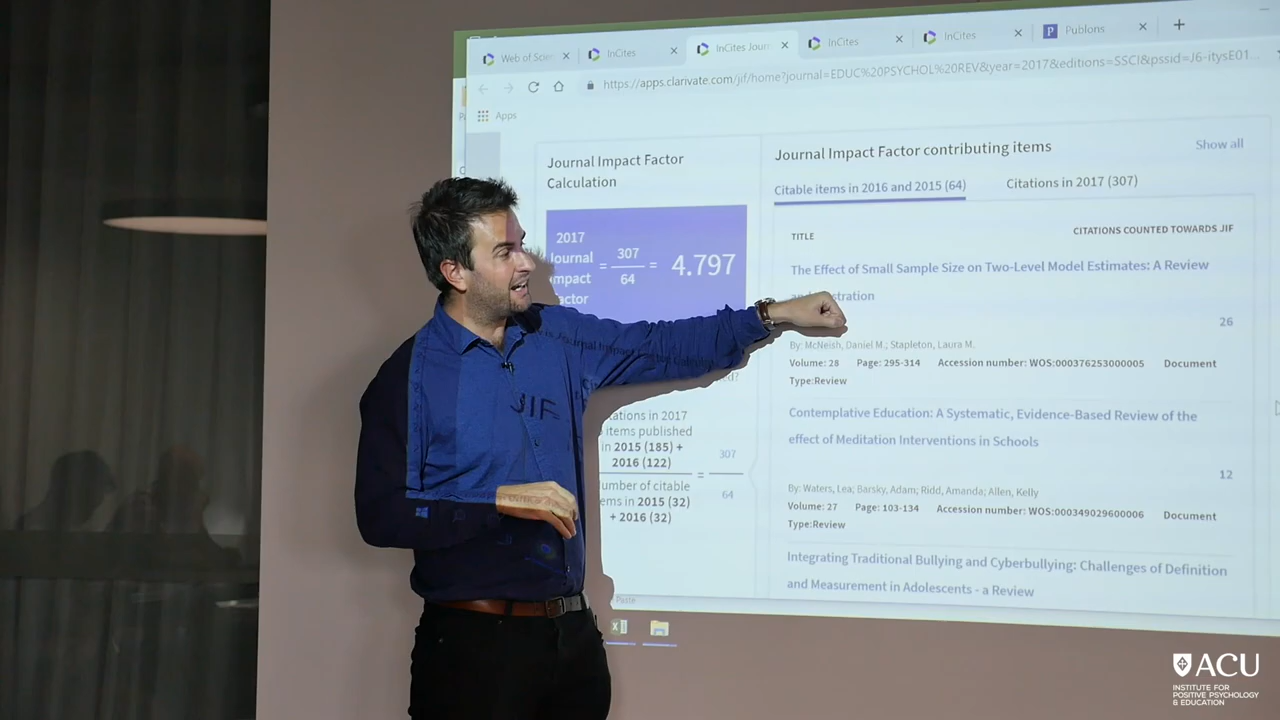 Web of Scien
InCites
InCites Journ
InCites
InCites
Publons
https://apps.clarivate.com/jif/home?journal=EDUC%20PSYCHOL%20REV&year=2017&editions=SSCI&pssid=J6-itysE01...
Apps
Journal Impact Factor
Calculation
2017
Journal
Impact
Factor
=
307
64
=
4.797
JIF
Citations in 2017
items published
in 2015 (185) +
2016 (122)
number of citable
items in 2015 (32)
+ 2016 (32)
=
307
64
Journal Impact Factor contributing items
Show all
Citable items in 2016 and 2015 (64)
Citations in 2017 (307)
TITLE
CITATIONS COUNTED TOWARDS JIF
The Effect of Small Sample Size on Two-Level Model Estimates: A Review
stration
26
By: McNeish, Daniel M.; Stapleton, Laura M.
Volume: 28 Page: 295-314 Accession number: WOS:000376253000005 Document
Type:Review
Contemplative Education: A Systematic, Evidence-Based Review of the
effect of Meditation Interventions in Schools
12
By: Waters, Lea; Barsky, Adam; Ridd, Amanda; Allen, Kelly
Volume: 27 Page: 103-134 Accession number: WOS:000349029600006 Document
Type:Review
Integrating Traditional Bullying and Cyberbullying: Challenges of Definition
and Measurement in Adolescents - a Review
Paste
ACU
INSTITUTE FOR
POSITIVE PSYCHOLOGY
& EDUCATION